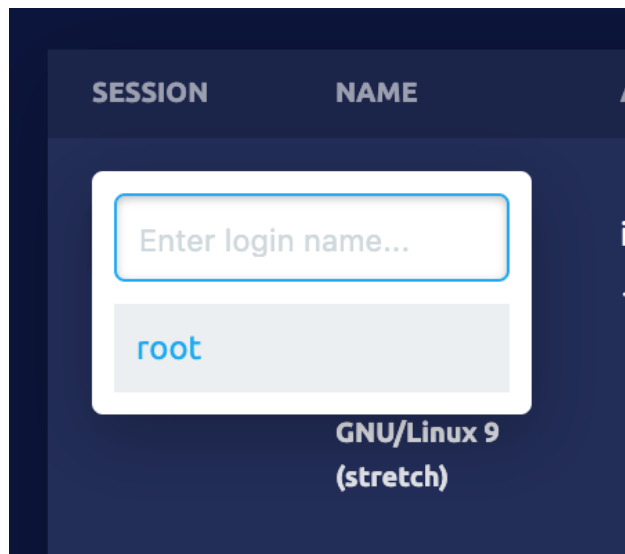 SESSION NAME
Enter login name...
root
GNU/Linux 9
(stretch)